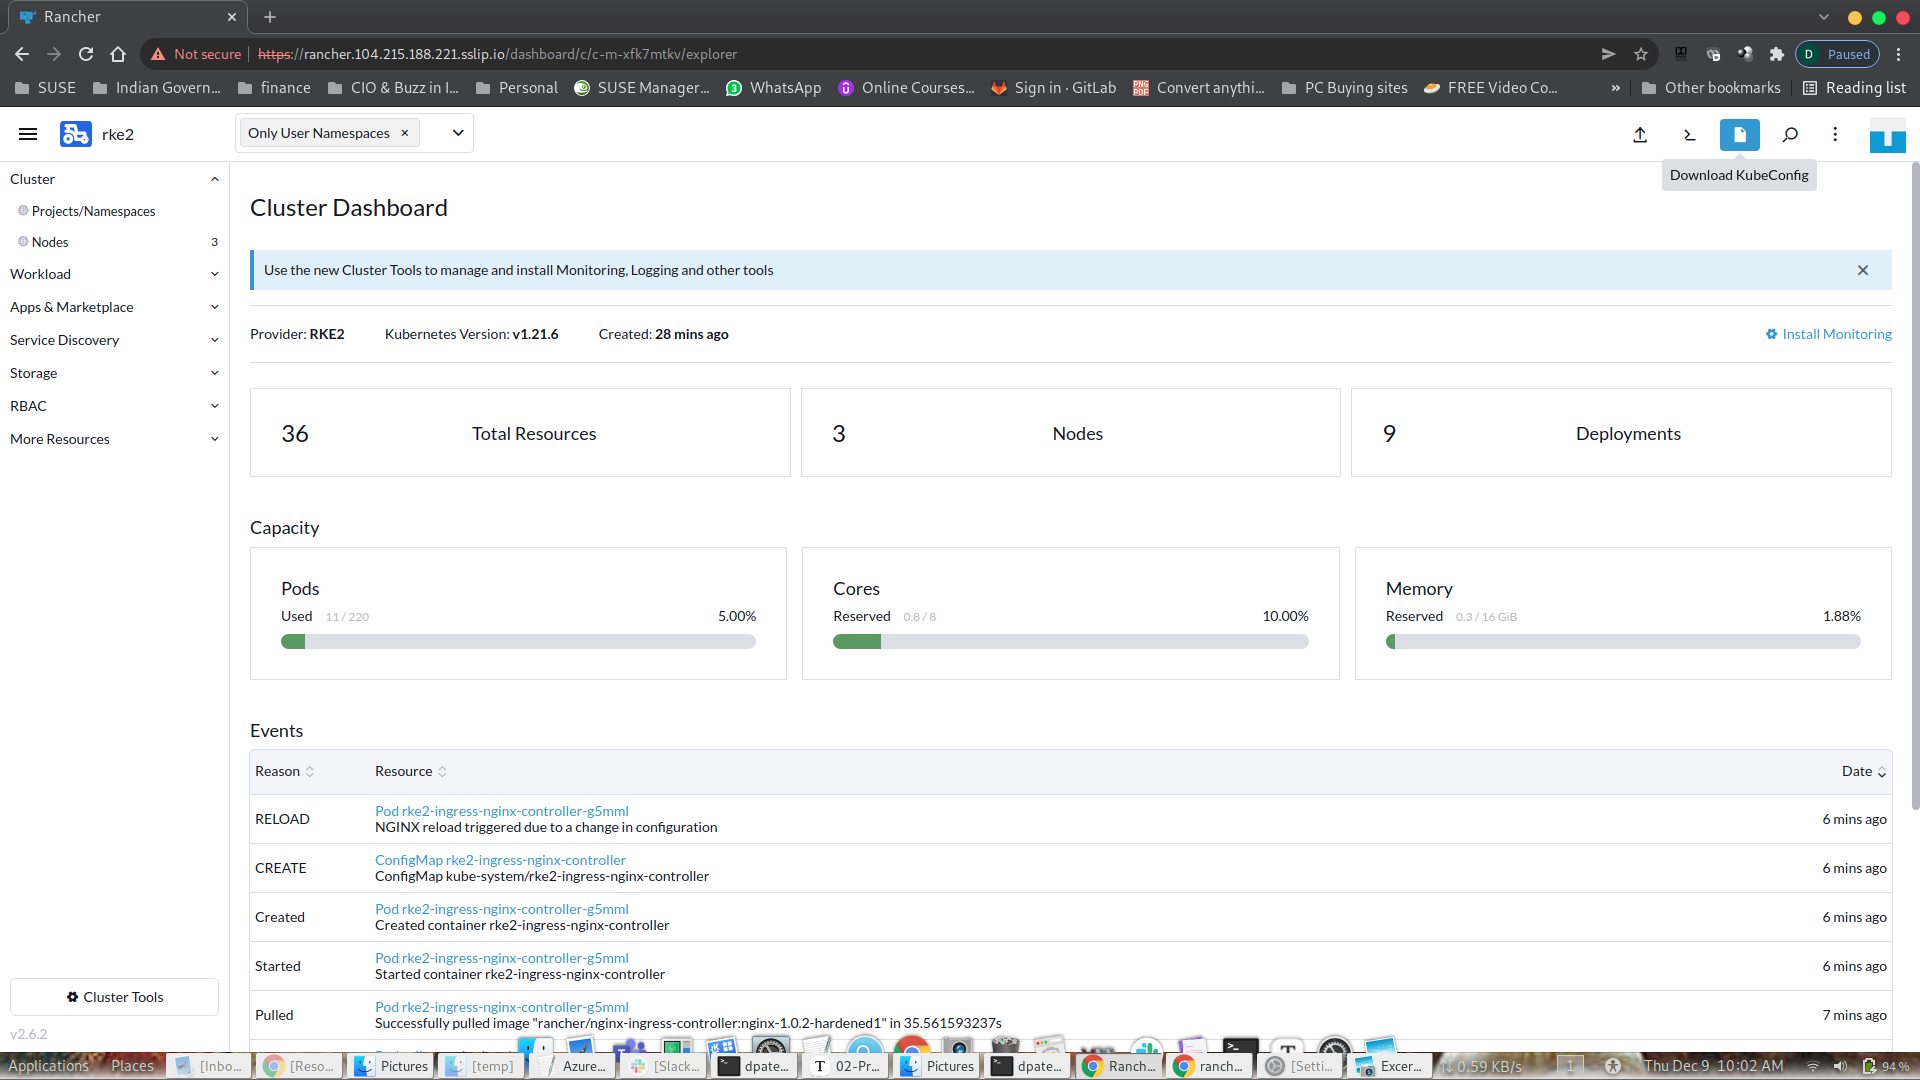 Rancher
Not secure https://rancher.104.215.188.221.sslip.io/dashboard/c/c-m-xfk7mtkv/explorer
D Paused
SUSE Indian Govern... finance CIO & Buzz in I... Personal SUSE Manager... WhatsApp Online Courses... Sign in · GitLab Convert anythi... PC Buying sites FREE Video Co... » Other bookmarks Reading list
rke2
Only User Namespaces ×
Download KubeConfig
Cluster
Projects/Namespaces
Nodes 3
Workload
Apps & Marketplace
Service Discovery
Storage
RBAC
More Resources
Cluster Tools
v2.6.2
Cluster Dashboard
Use the new Cluster Tools to manage and install Monitoring, Logging and other tools
Provider: RKE2 Kubernetes Version: v1.21.6 Created: 28 mins ago Install Monitoring
36 Total Resources
3 Nodes
9 Deployments
Capacity
Pods
Used 11 / 220 5.00%
Cores
Reserved 0.8 / 8 10.00%
Memory
Reserved 0.3 / 16 GiB 1.88%
Events
Reason Resource Date
RELOAD
Pod rke2-ingress-nginx-controller-g5mml
NGINX reload triggered due to a change in configuration
6 mins ago
CREATE
ConfigMap rke2-ingress-nginx-controller
ConfigMap kube-system/rke2-ingress-nginx-controller
6 mins ago
Created
Pod rke2-ingress-nginx-controller-g5mml
Created container rke2-ingress-nginx-controller
6 mins ago
Started
Pod rke2-ingress-nginx-controller-g5mml
Started container rke2-ingress-nginx-controller
6 mins ago
Pulled
Pod rke2-ingress-nginx-controller-g5mml
Successfully pulled image "rancher/nginx-ingress-controller:nginx-1.0.2-hardened1" in 35.561593237s
7 mins ago
Applications Places [Inbo... [Reso... Pictures [temp] Azure... [Slack... dpate... 02-Pr... Pictures dpate... Ranch... ranch... [Setti... Excer... 0.59 KB/s 1 Thu Dec 9 10:02 AM 94 %